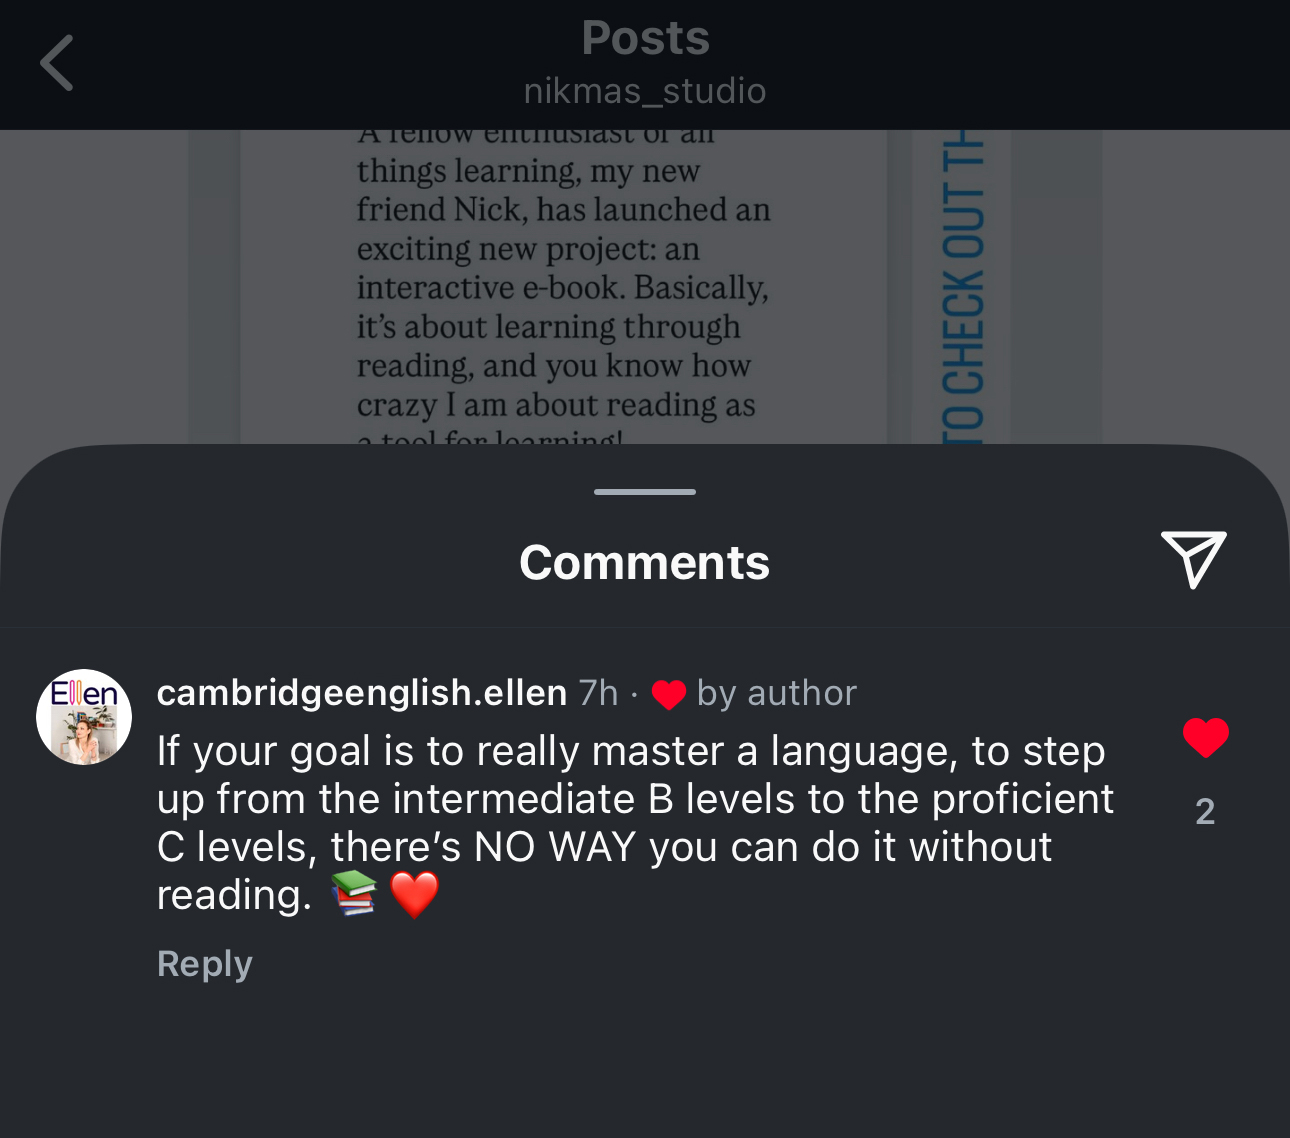 Posts
nikmas_studio
A fellow enthusiast of all
things learning, my new
friend Nick, has launched an
exciting new project: an
interactive e-book. Basically,
it’s about learning through
reading, and you know how
crazy I am about reading as
a tool for learning!
TO CHECK OUT TH
Comments
Ellen
cambridgeenglish.ellen 7h · by author
If your goal is to really master a language, to step
up from the intermediate B levels to the proficient
C levels, there’s NO WAY you can do it without
reading. 📚❤️
2
Reply